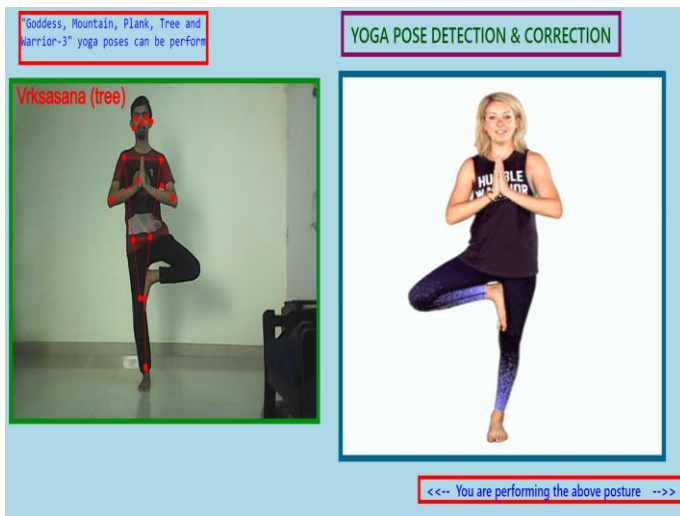 "Goddess, Mountain, Plank, Tree and
Warrior-3" yoga poses can be perform
YOGA POSE DETECTION & CORRECTION
Vrksasana (tree)
HUMBLE
WARRIOR
<<-- You are performing the above posture -->>